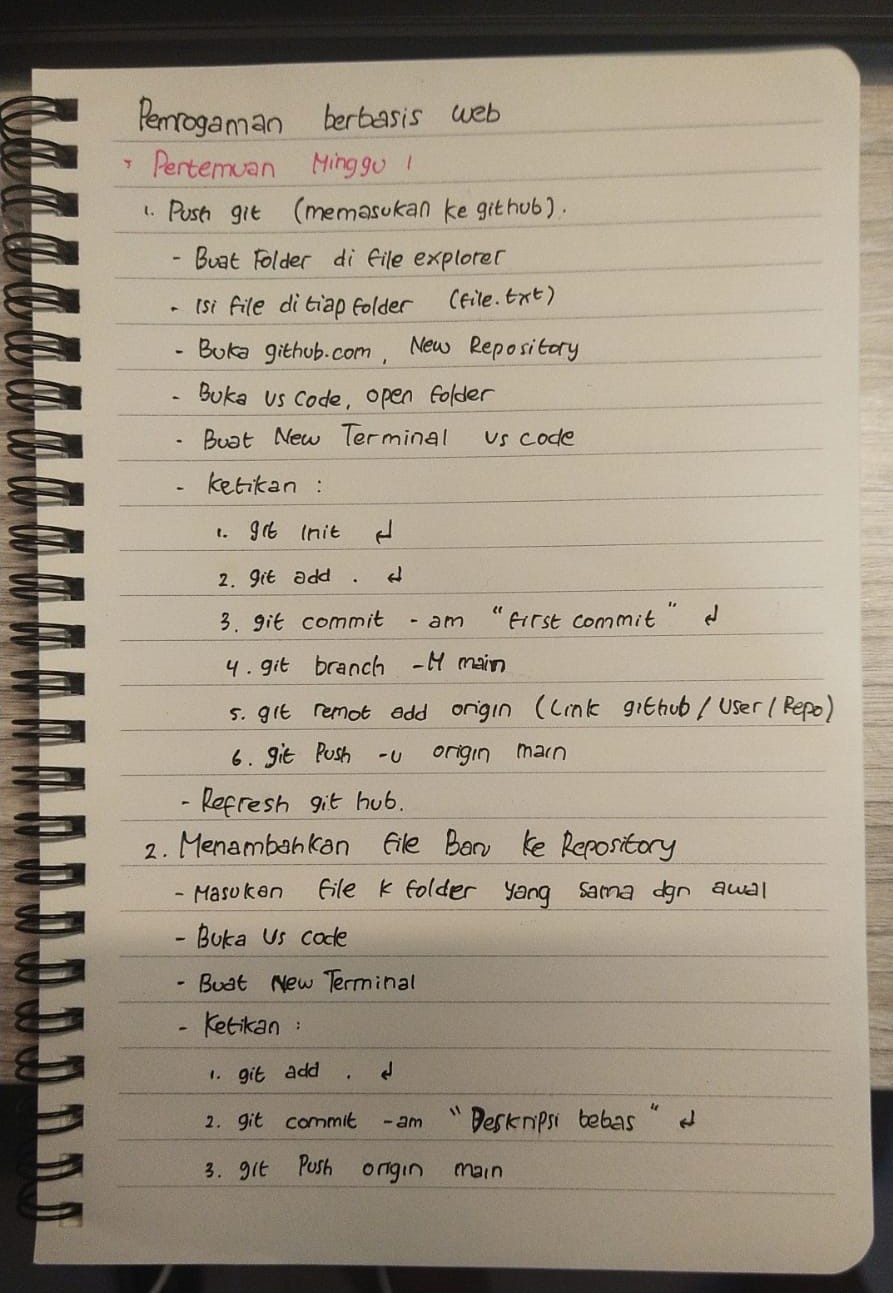 Pemrogaman berbasis web
* Pertemuan Minggu 1
1. Push git (memasukan ke github).
- Buat Folder di file explorer
- Isi file di tiap folder (file.txt)
- Buka github.com, New Repository
- Buka Vs Code, open folder
- Buat New Terminal Vs code
- Ketikan :
1. git Init ↵
2. git add . ↵
3. git commit -am "first commit" ↵
4. git branch -M main
5. git remot add origin (Link github/User/Repo)
6. git Push -u origin main
- Refresh git hub.
2. Menambahkan file Baru ke Repository
- Masukan file k folder yang sama dgn awal
- Buka Vs code
- Buat New Terminal
- Ketikan :
1. git add . ↵
2. git commit -am "Deskripsi bebas" ↵
3. git Push origin main